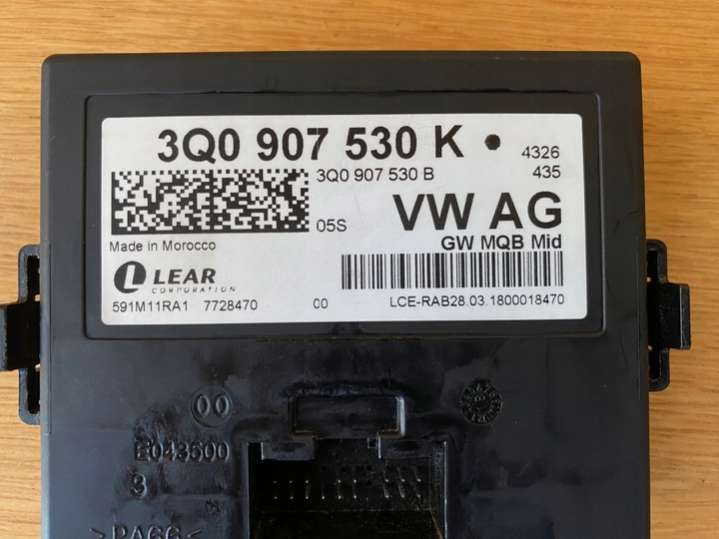 3Q0 907 530 K
4326
3Q0 907 530 B
435
05S
VW AG
Made in Morocco
GW MQB Mid
LEAR
CORPORATION
591M11RA1 7728470 00 LCE-RAB28.03.1800018470
00
E043500
3
>PA66<